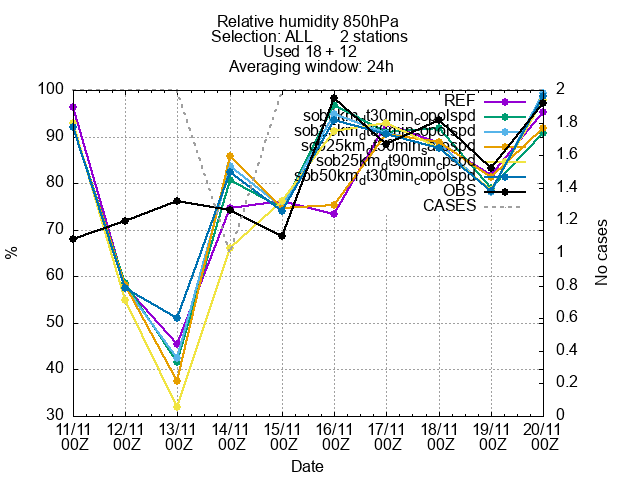 Relative humidity 850hPa
Selection: ALL 2 stations
Used 18 + 12
Averaging window: 24h
REF
CASES
OBS
sob50km_dt30min_copolspd
sob25km_dt90min_cpspd
100
90
80
70
60
50
40
30
2
1.8
1.6
1.4
1.2
1
0.8
0.6
0.4
0.2
0
%
No cases
11/11 12/11 13/11 14/11 15/11 16/11 17/11 18/11 19/11 20/11
00Z 00Z 00Z 00Z 00Z 00Z 00Z 00Z 00Z 00Z
Date